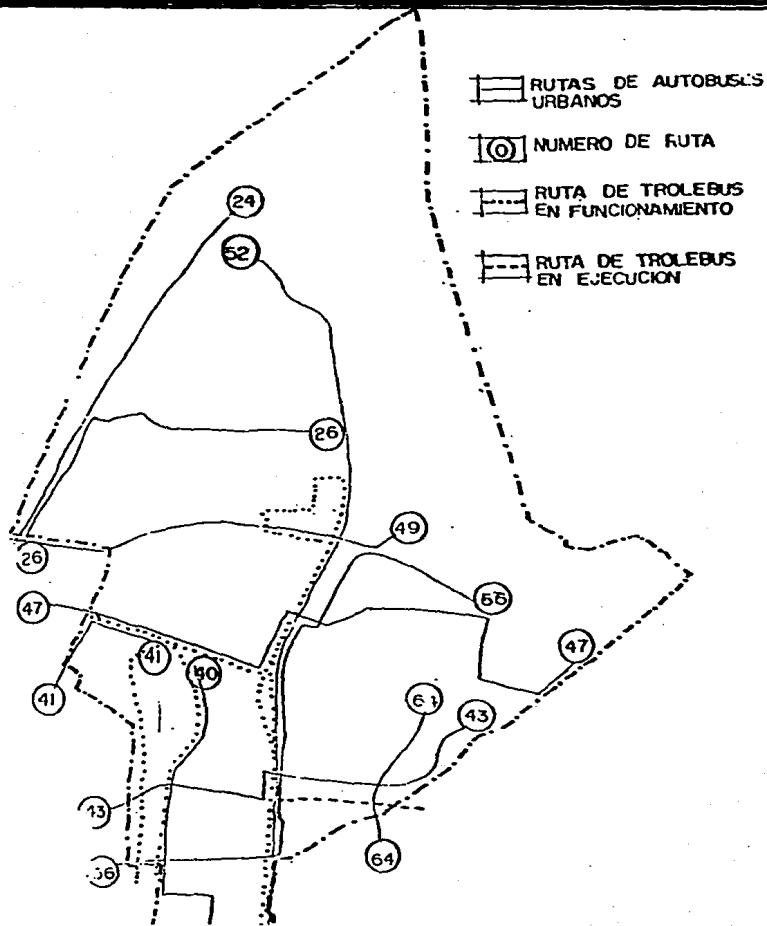 RUTAS DE AUTOBUSES
URBANOS
NUMERO DE RUTA
RUTA DE TROLEBUS
EN FUNCIONAMIENTO
RUTA DE TROLEBUS
EN EJECUCION
24
52
26
49
26
47
41
40
41
47
43
64